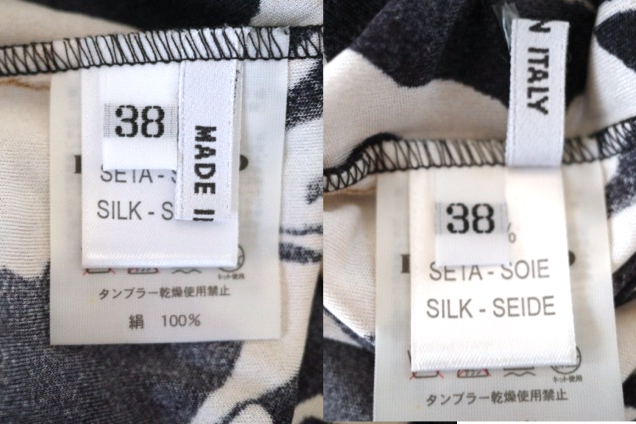 38
MADE I
SETA - S
SILK - S
タンブラー乾燥使用禁止
絹 100%
N ITALY
38
%
SETA - SOIE
SILK - SEIDE
タンブラー乾燥使用禁止